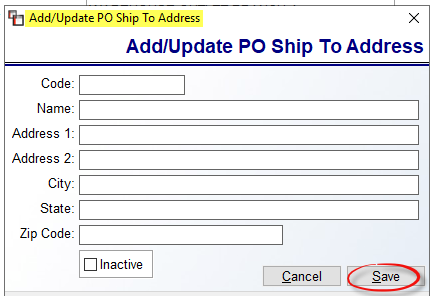 Add/Update PO Ship To Address
Add/Update PO Ship To Address
Code:
Name:
Address 1:
Address 2:
City:
State:
Zip Code:
Inactive
Cancel Save